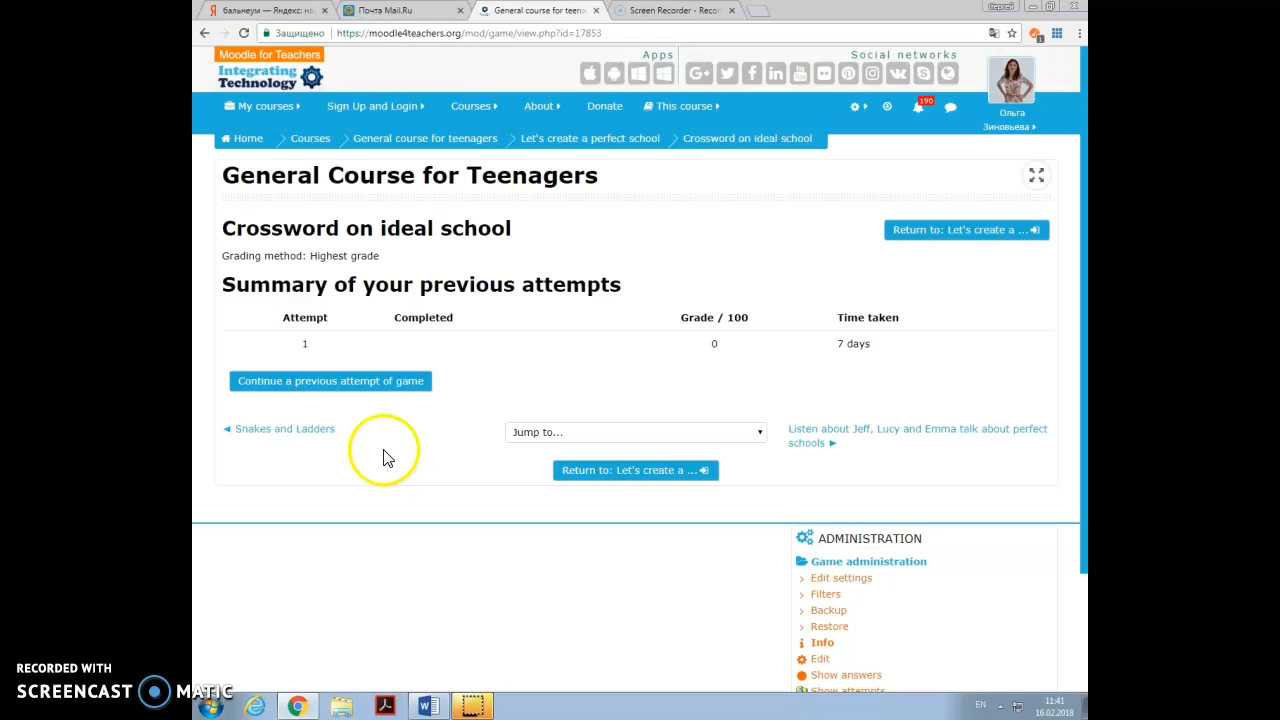 бальнеум — Яндекс: на
Почта Mail.Ru
General course for teena
Screen Recorder - Reco
Сергей
Защищено
https://moodle4teachers.org/mod/game/view.php?id=17853
Moodle for Teachers
Integrating
Technology
Apps
Social networks
My courses
Sign Up and Login
Courses
About
Donate
This course
190
Ольга
Зиновьева
Home
Courses
General course for teenagers
Let's create a perfect school
Crossword on ideal school
General Course for Teenagers
Crossword on ideal school
Return to: Let's create a ...
Grading method: Highest grade
Summary of your previous attempts
Attempt Completed Grade / 100 Time taken
1 0 7 days
Continue a previous attempt of game
◄ Snakes and Ladders
Jump to...
Listen about Jeff, Lucy and Emma talk about perfect
schools ►
Return to: Let's create a ...
ADMINISTRATION
Game administration
Edit settings
Filters
Backup
Restore
Info
Edit
Show answers
Show attempts
RECORDED WITH
SCREENCAST MATIC
EN
11:41
16.02.2018